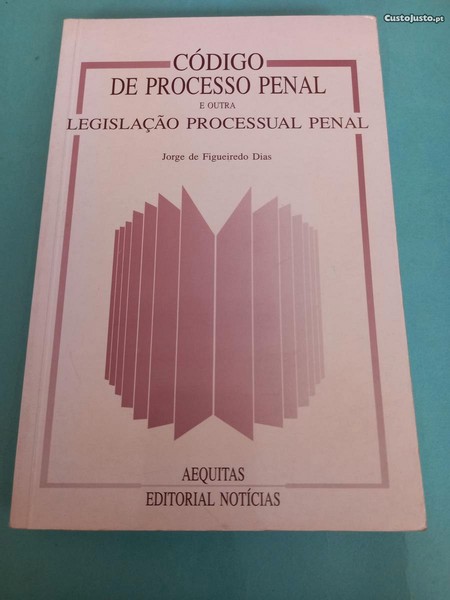 CustoJusto.pt
CÓDIGO
DE PROCESSO PENAL
E OUTRA
LEGISLAÇÃO PROCESSUAL PENAL
Jorge de Figueiredo Dias
AEQUITAS
EDITORIAL NOTÍCIAS